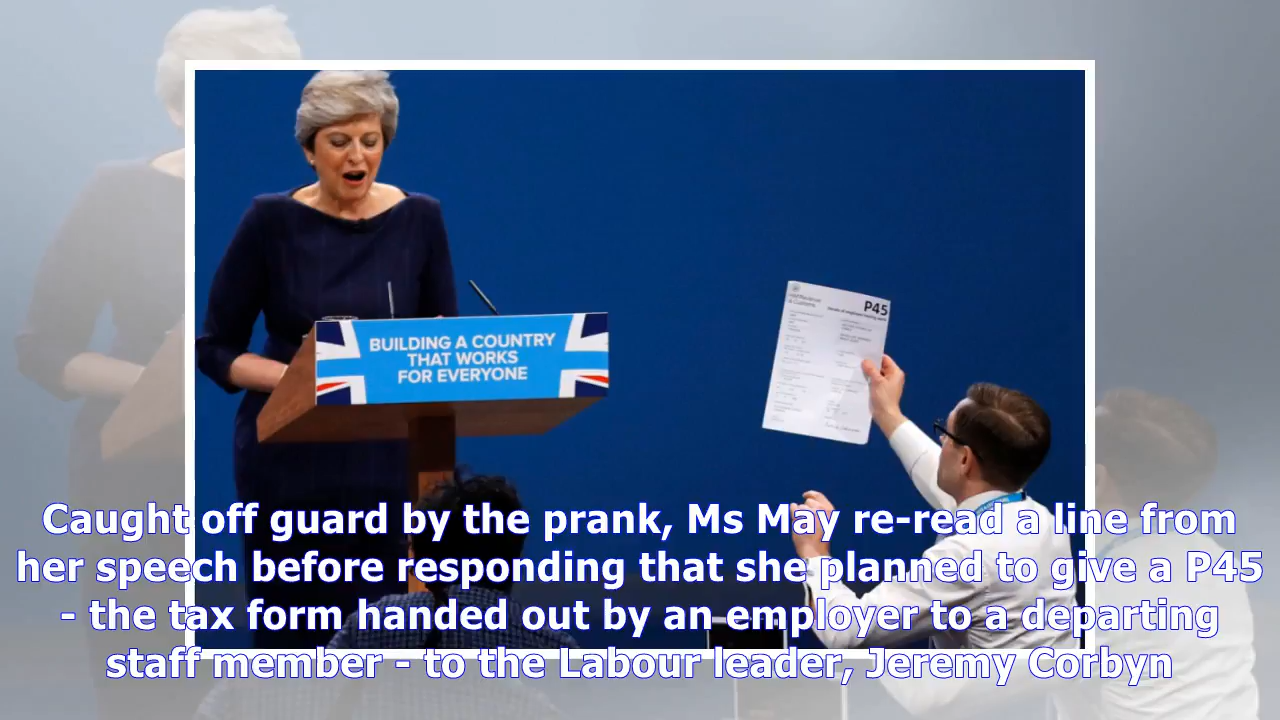 P45
BUILDING A COUNTRY
THAT WORKS
FOR EVERYONE
Caught off guard by the prank, Ms May re-read a line from
her speech before responding that she planned to give a P45
- the tax form handed out by an employer to a departing
staff member - to the Labour leader, Jeremy Corbyn